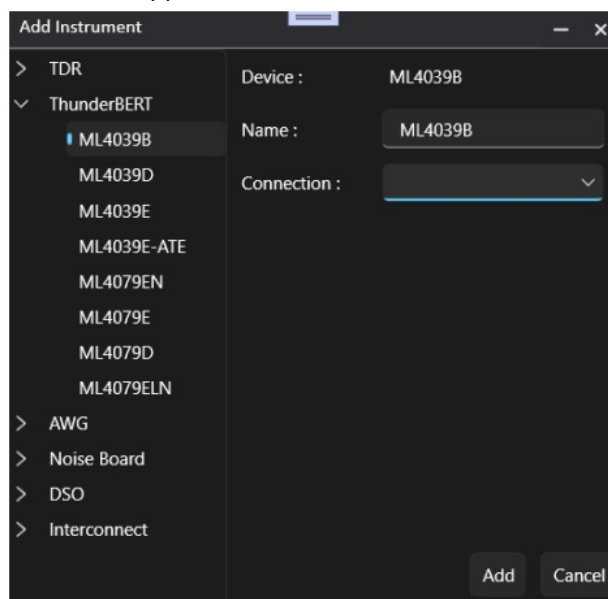 Add Instrument
TDR
ThunderBERT
ML4039B
ML4039D
ML4039E
ML4039E-ATE
ML4079EN
ML4079E
ML4079D
ML4079ELN
AWG
Noise Board
DSO
Interconnect
Device : ML4039B
Name : ML4039B
Connection :
Add Cancel